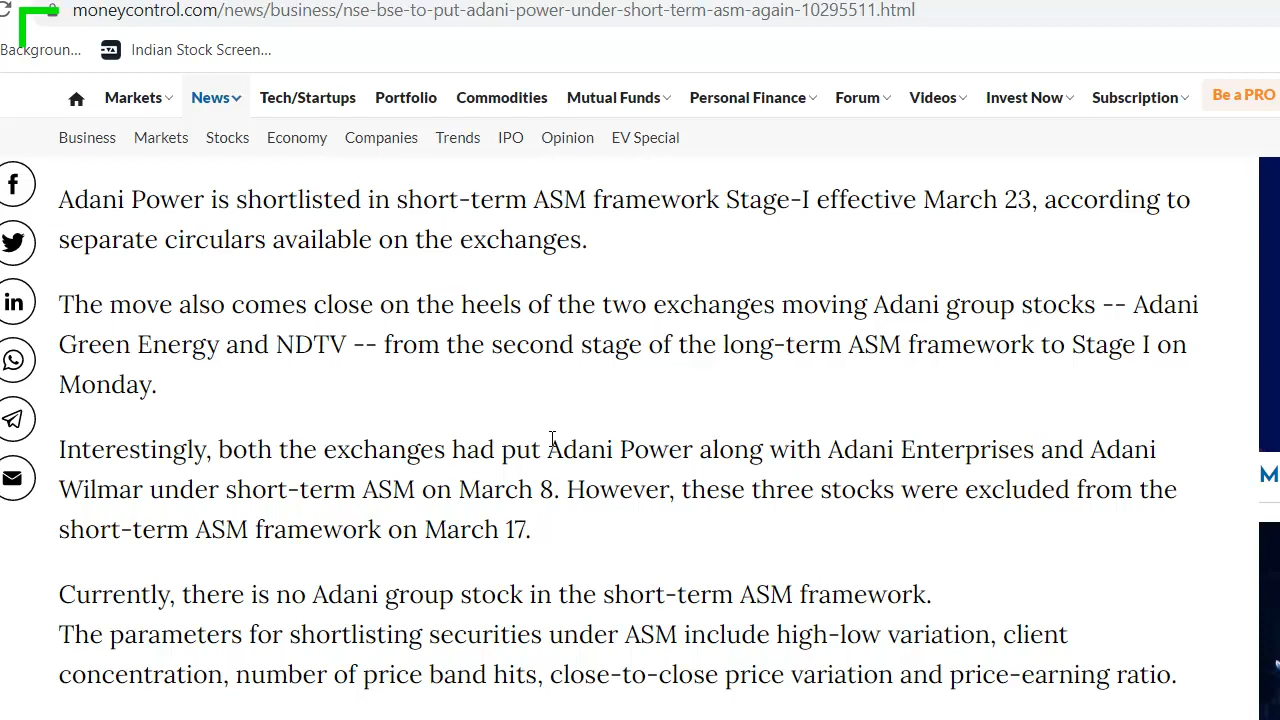 moneycontrol.com/news/business/nse-bse-to-put-adani-power-under-short-term-asm-again-10295511.html
Backgroun... Indian Stock Screen...
Markets News Tech/Startups Portfolio Commodities Mutual Funds Personal Finance Forum Videos Invest Now Subscription Be a PRO
Business Markets Stocks Economy Companies Trends IPO Opinion EV Special
Adani Power is shortlisted in short-term ASM framework Stage-I effective March 23, according to
separate circulars available on the exchanges.
The move also comes close on the heels of the two exchanges moving Adani group stocks -- Adani
Green Energy and NDTV -- from the second stage of the long-term ASM framework to Stage I on
Monday.
Interestingly, both the exchanges had put Adani Power along with Adani Enterprises and Adani
Wilmar under short-term ASM on March 8. However, these three stocks were excluded from the
short-term ASM framework on March 17.
Currently, there is no Adani group stock in the short-term ASM framework.
The parameters for shortlisting securities under ASM include high-low variation, client
concentration, number of price band hits, close-to-close price variation and price-earning ratio.